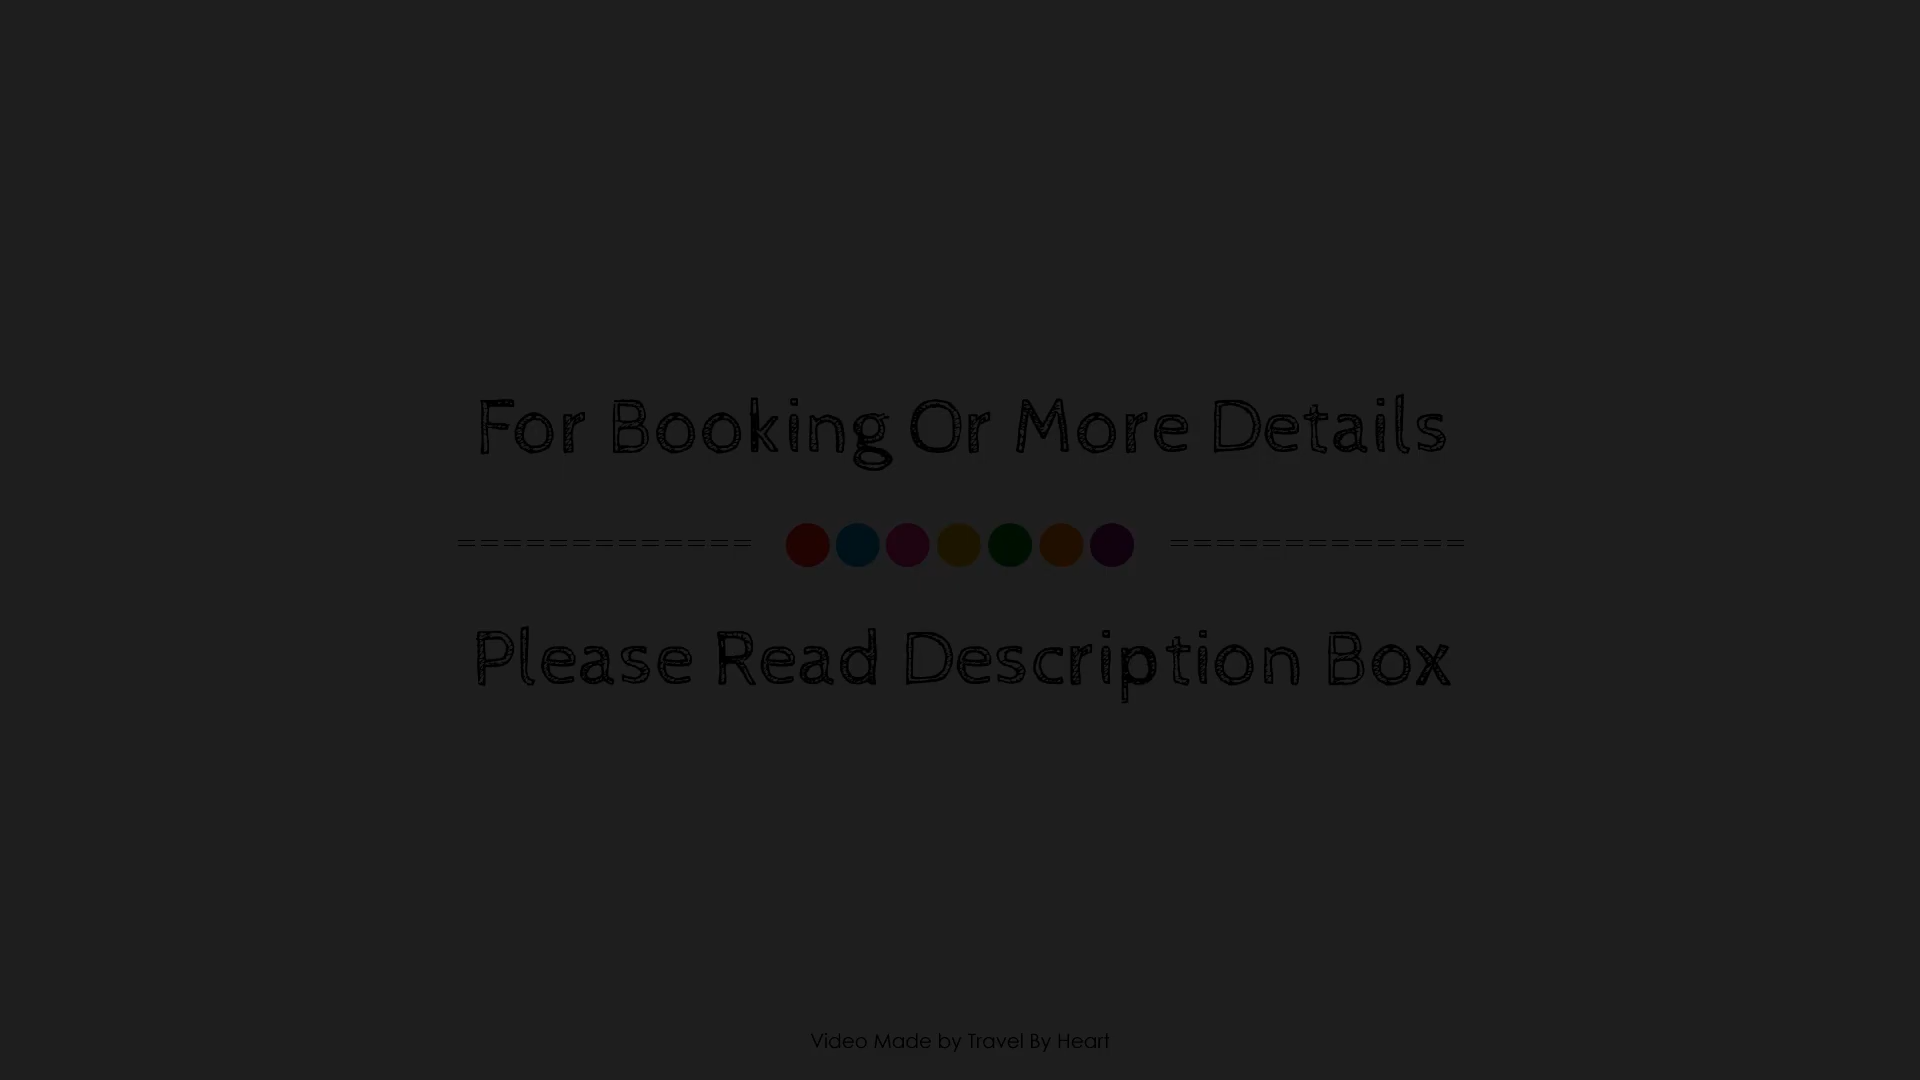 For Booking Or More Details
============= =============
Please Read Description Box
Video Made by Travel By Heart